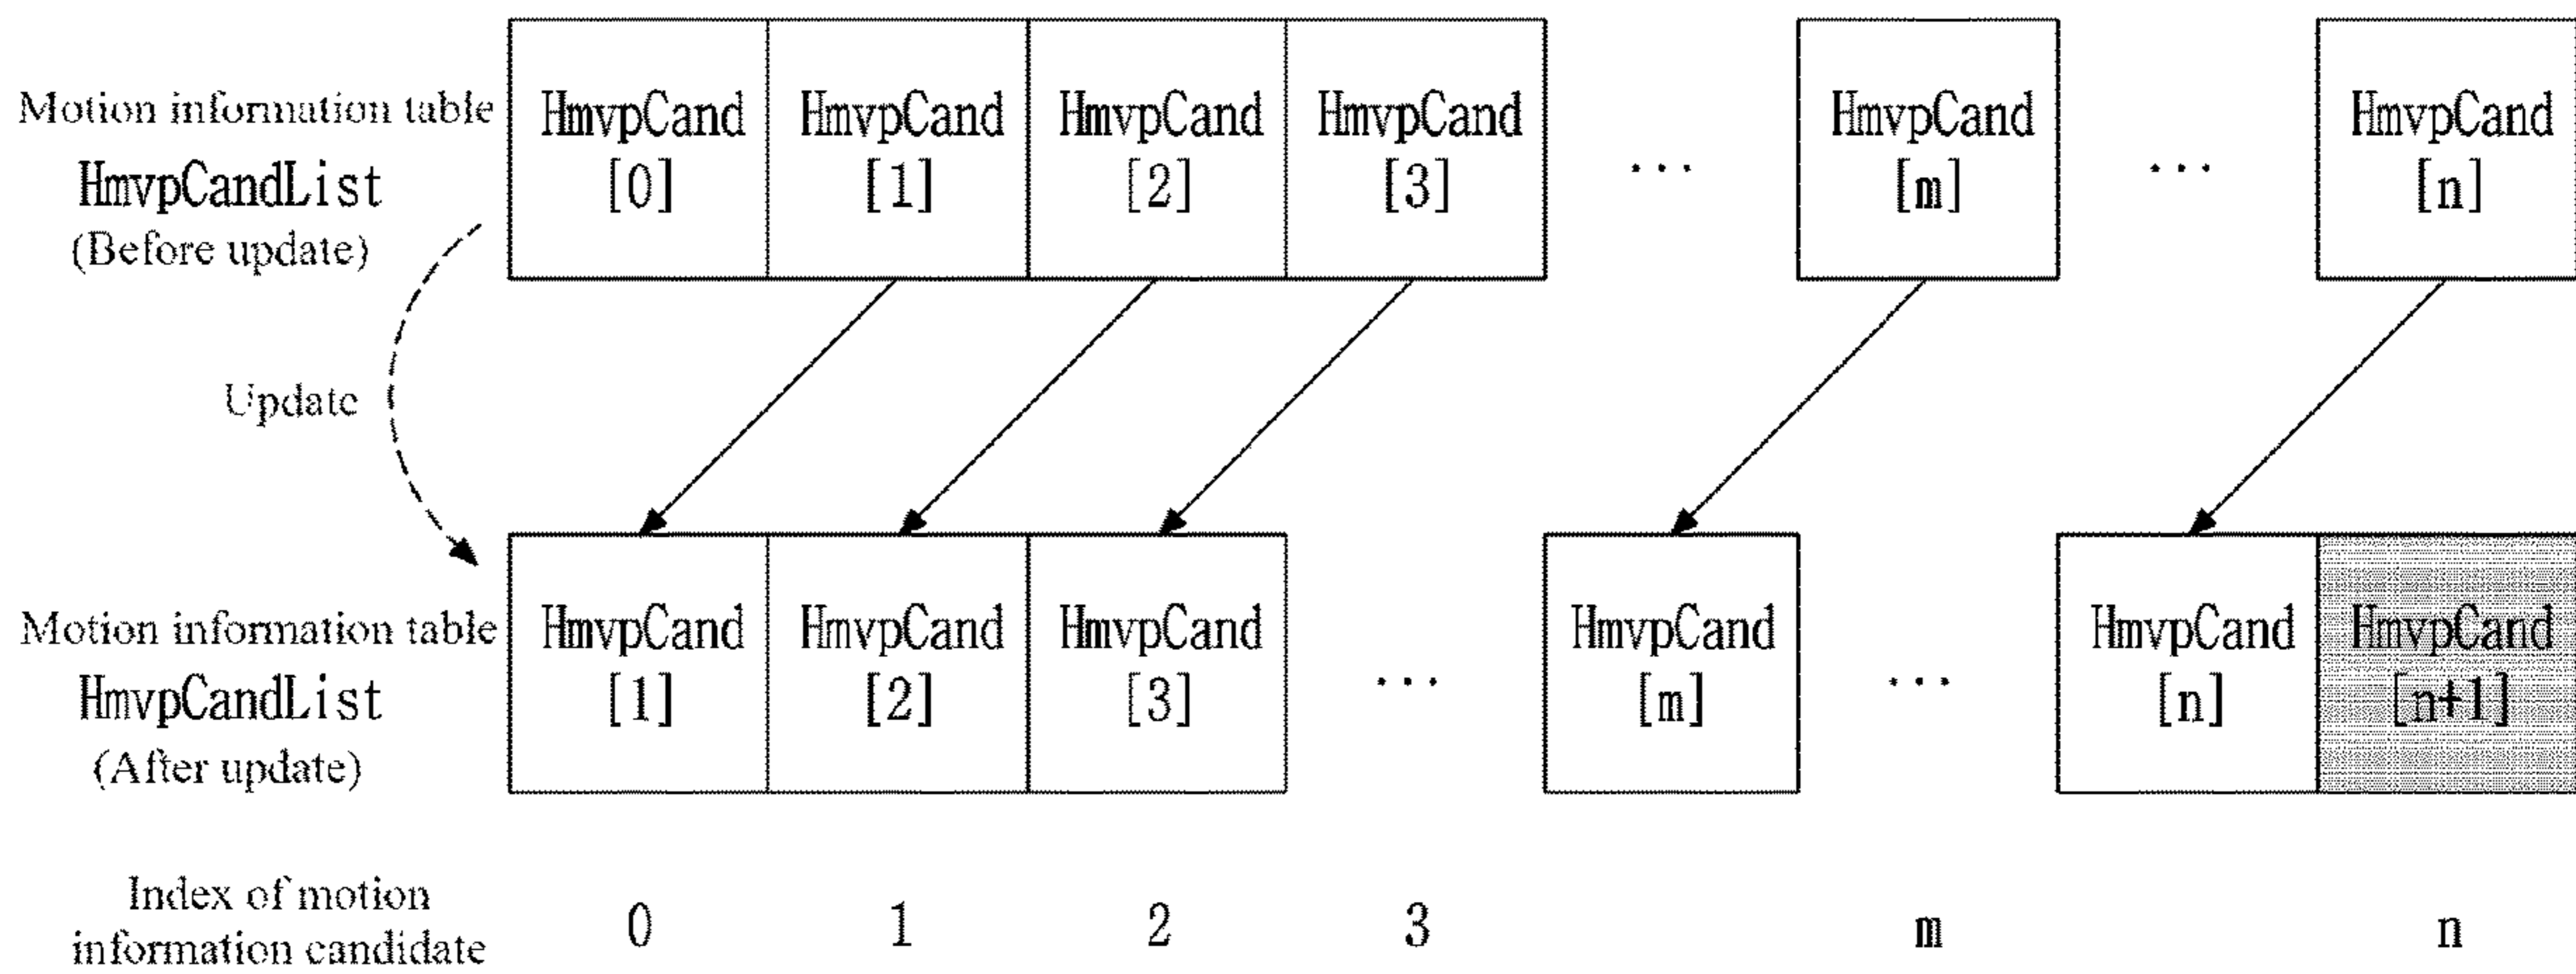 Motion information table
HmvpCandList
(Before update)
HmvpCand
[0]
HmvpCand
[1]
HmvpCand
[2]
HmvpCand
[3]
...
HmvpCand
[m]
...
HmvpCand
[n]
Update
Motion information table
HmvpCandList
(After update)
HmvpCand
[1]
HmvpCand
[2]
HmvpCand
[3]
...
HmvpCand
[m]
...
HmvpCand
[n]
HmvpCand
[n+1]
Index of motion
information candidate
0 1 2 3 m n